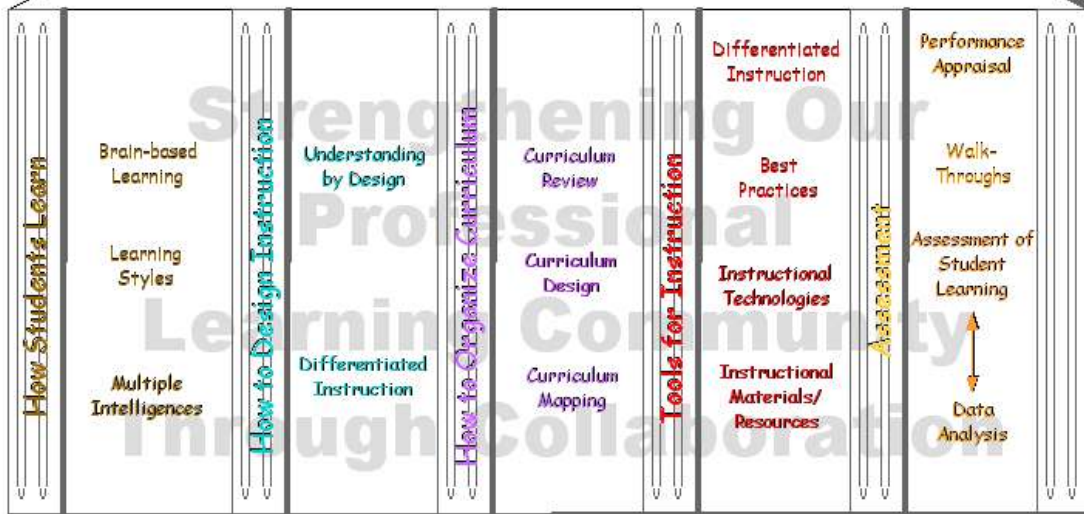 Strengthening Our
Professional
Learning Community
Through Collaboration
How Students Learn
Brain-based
Learning
Learning
Styles
Multiple
Intelligences
How to Design Instruction
Understanding
by Design
Differentiated
Instruction
How to Organize Curriculum
Curriculum
Review
Curriculum
Design
Curriculum
Mapping
Tools for Instruction
Differentiated
Instruction
Best
Practices
Instructional
Technologies
Instructional
Materials/
Resources
Assessment
Performance
Appraisal
Walk-
Throughs
Assessment of
Student
Learning
Data
Analysis